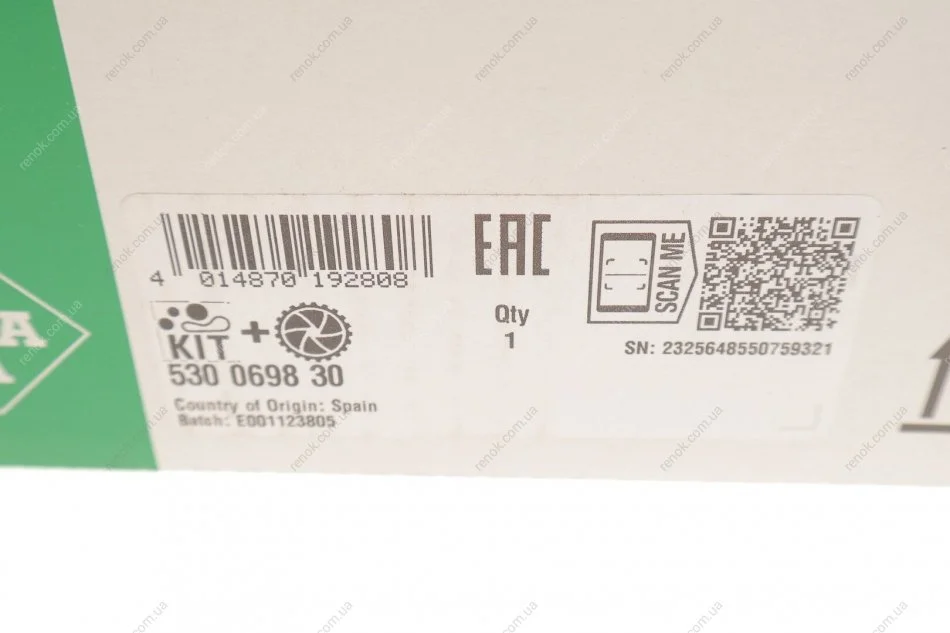 4 014870 192808
EAC
Qty
1
SCAN ME
SN: 2325648550759321
KIT +
530 0698 30
Country of Origin: Spain
Batch: E001123805
A
renok.com.ua